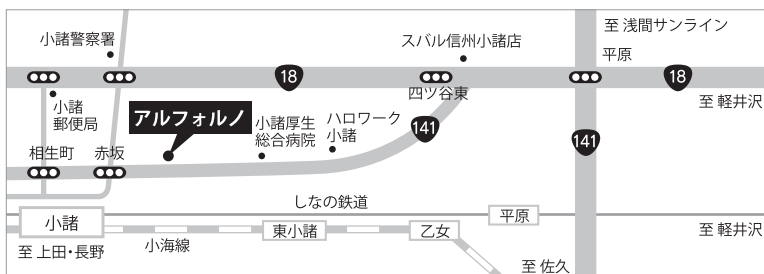 至 浅間サンライン
小諸警察署
スバル信州小諸店
平原
18
18
小諸
郵便局
四ツ谷東
至 軽井沢
アルフォルノ
小諸厚生
総合病院
ハロワーク
小諸
141
141
相生町
赤坂
しなの鉄道
平原
小諸
東小諸
乙女
至 軽井沢
至 上田・長野
小海線
至 佐久